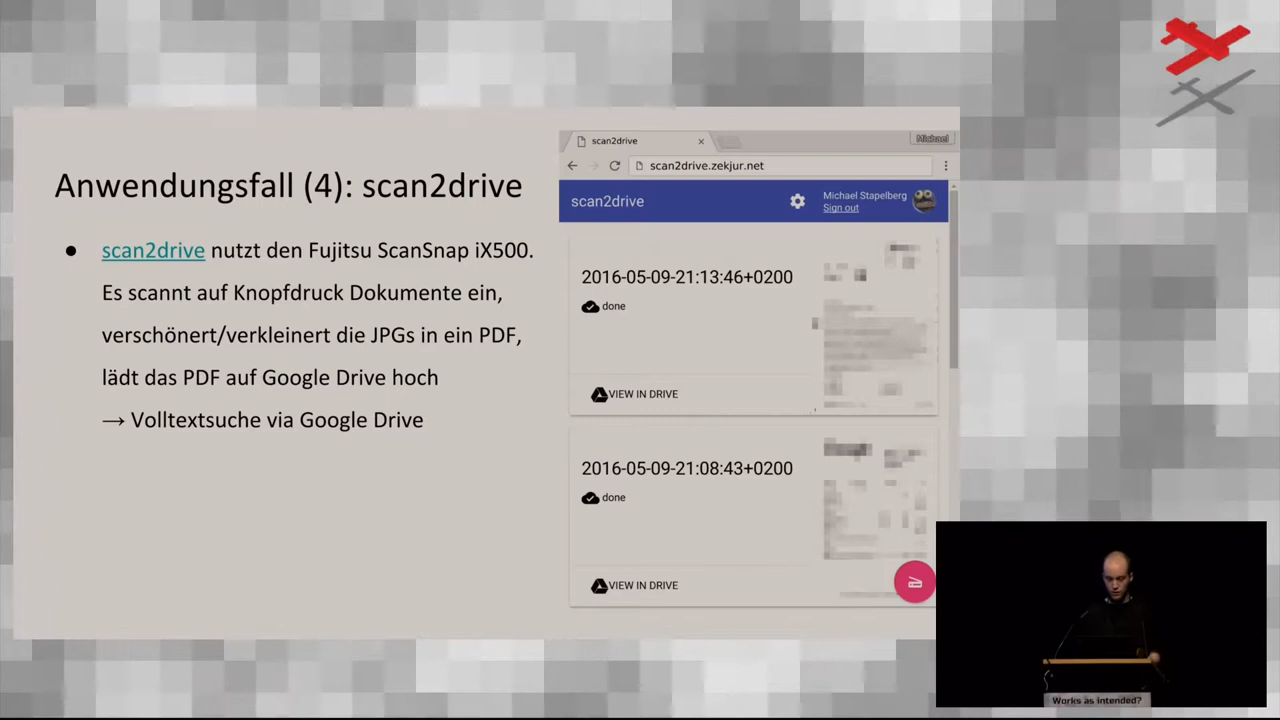 Anwendungsfall (4): scan2drive
● scan2drive nutzt den Fujitsu ScanSnap iX500.
Es scannt auf Knopfdruck Dokumente ein,
verschönert/verkleinert die JPGs in ein PDF,
lädt das PDF auf Google Drive hoch
→ Volltextsuche via Google Drive
scan2drive
Michael
scan2drive.zekjur.net
scan2drive
Michael Stapelberg
Sign out
2016-05-09-21:13:46+0200
done
VIEW IN DRIVE
2016-05-09-21:08:43+0200
done
VIEW IN DRIVE
Works as intended?